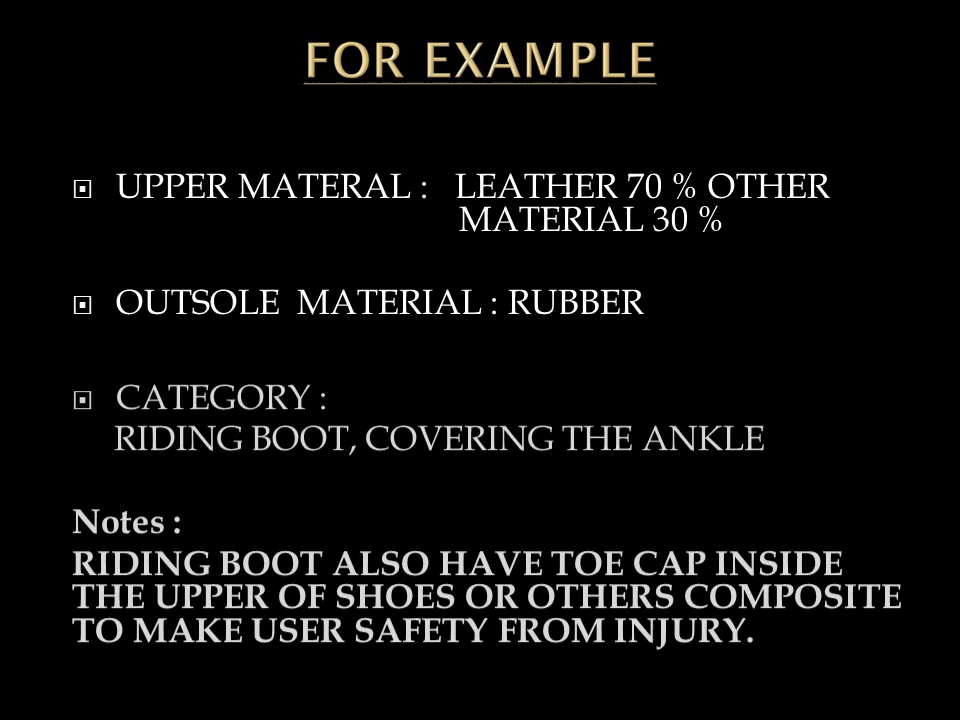 FOR EXAMPLE
UPPER MATERAL : LEATHER 70 % OTHER
MATERIAL 30 %
OUTSOLE MATERIAL : RUBBER
CATEGORY :
RIDING BOOT, COVERING THE ANKLE
Notes :
RIDING BOOT ALSO HAVE TOE CAP INSIDE
THE UPPER OF SHOES OR OTHERS COMPOSITE
TO MAKE USER SAFETY FROM INJURY.